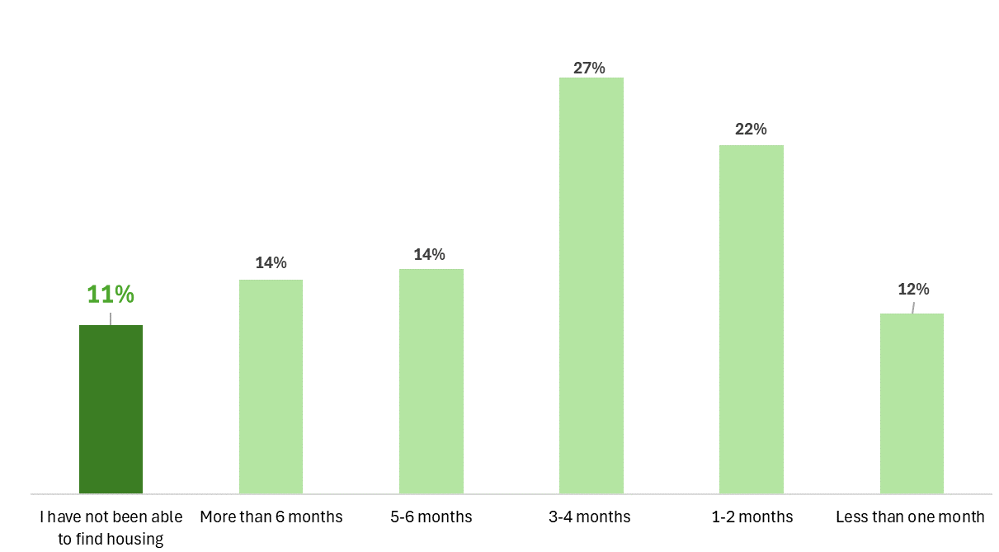 27%
22%
14%
14%
12%
11%
I have not been able
to find housing
More than 6 months
5-6 months
3-4 months
1-2 months
Less than one month